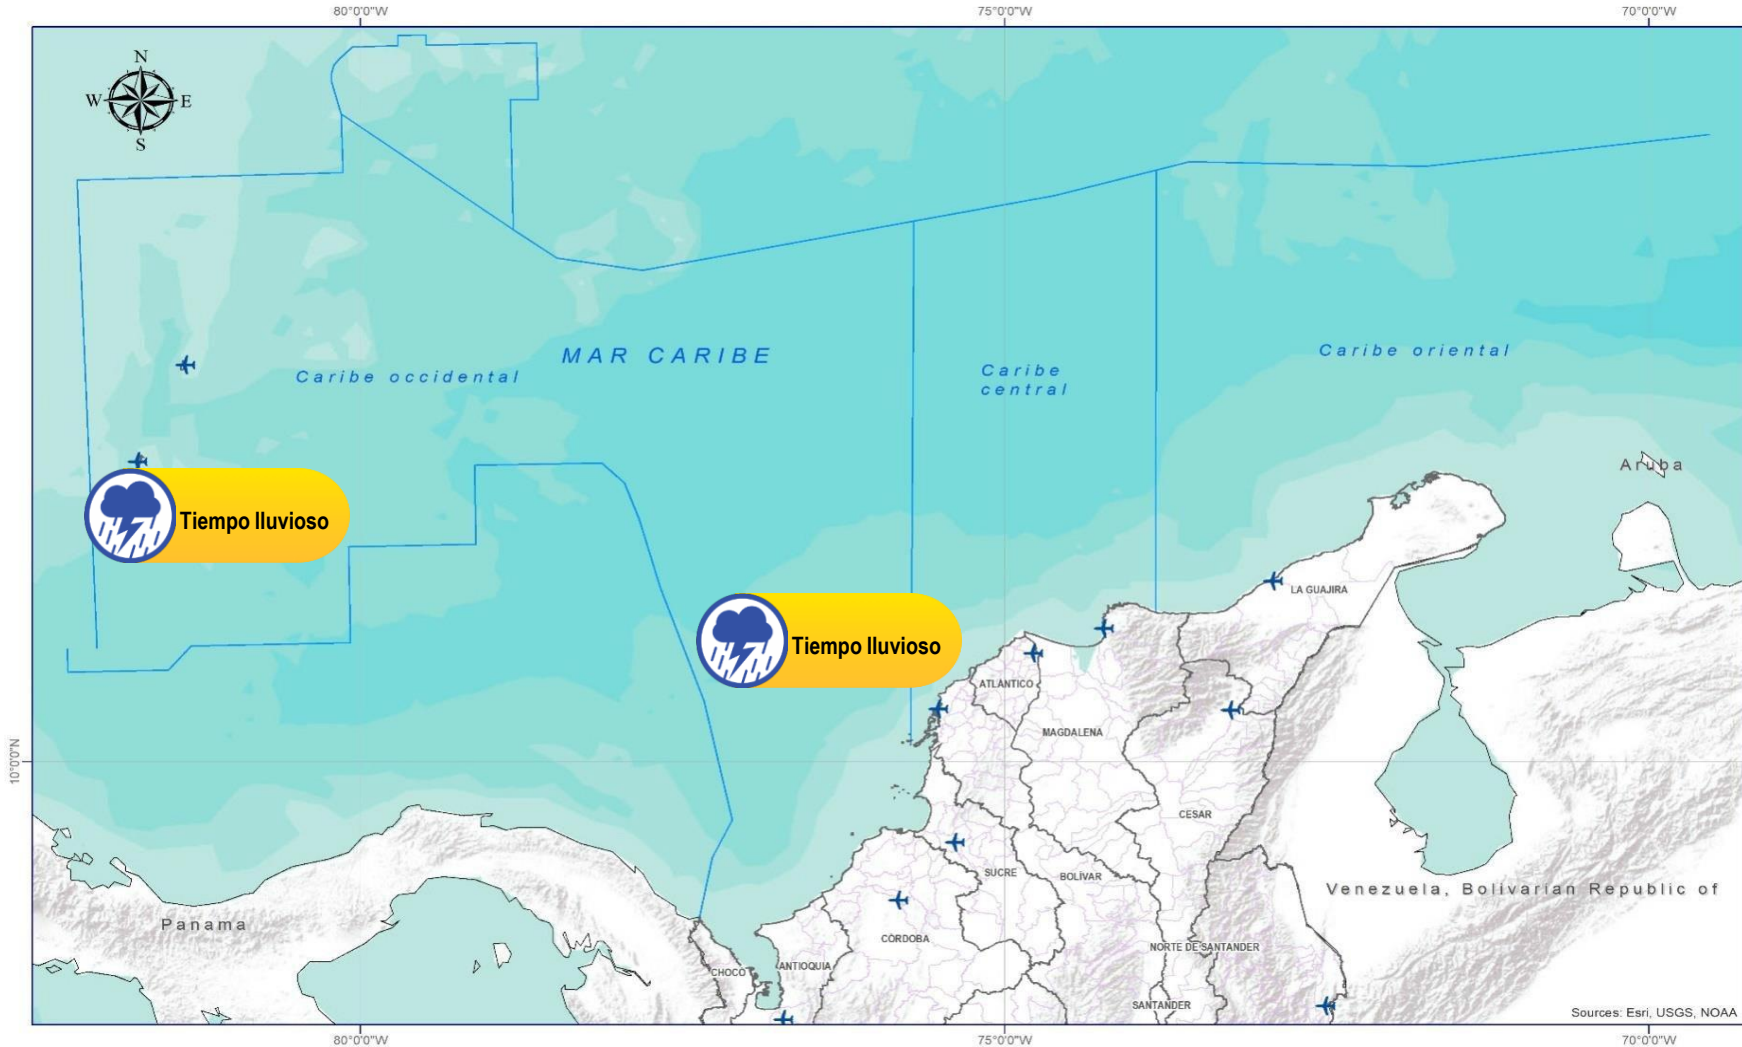 80°0'0"W 75°0'0"W 70°0'0"W
N
W E
S
MAR CARIBE
Caribe occidental
Caribe
central
Caribe oriental
Aruba
Tiempo lluvioso
LA GUAJIRA
Tiempo lluvioso
ATLÁNTICO
MAGDALENA
10°0'0"N
CESAR
SUCRE
BOLÍVAR
Venezuela, Bolivarian Republic of
Panama
CÓRDOBA
NORTE DE SANTANDER
CHOCÓ
ANTIOQUIA
SANTANDER
Sources: Esri, USGS, NOAA
80°0'0"W 75°0'0"W 70°0'0"W